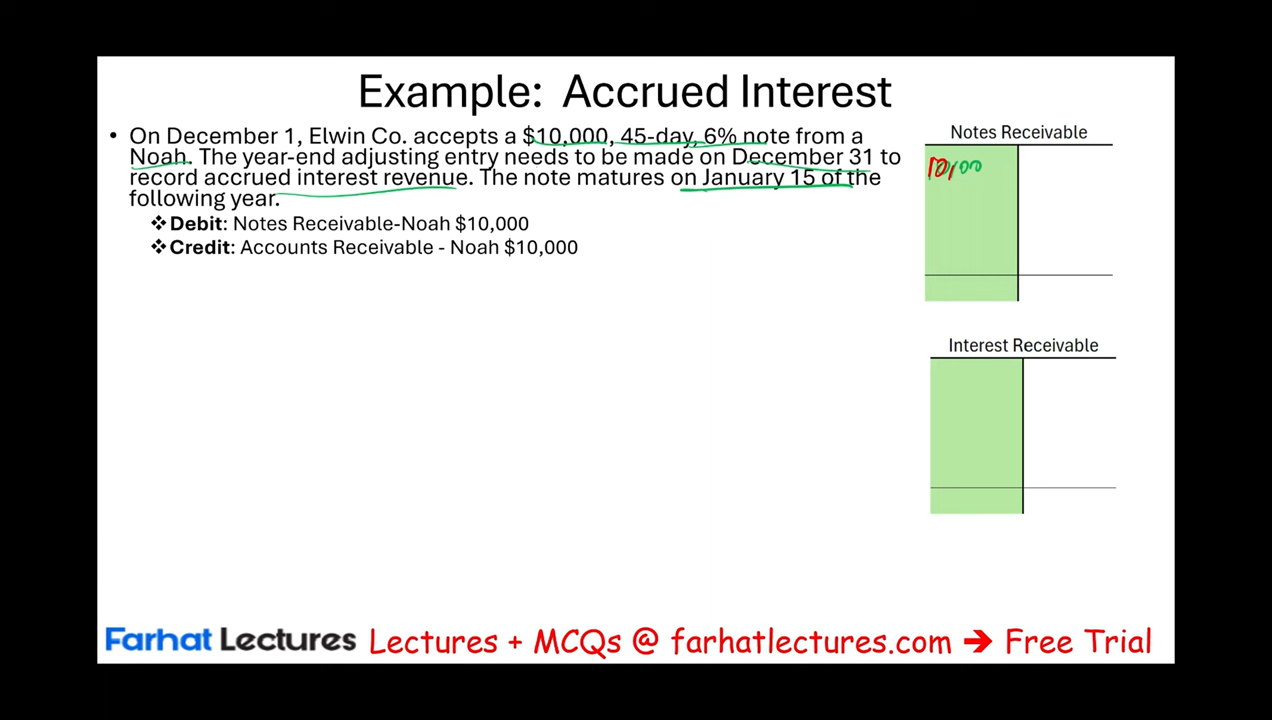 Example: Accrued Interest
• On December 1, Elwin Co. accepts a $10,000, 45-day, 6% note from a
Noah. The year-end adjusting entry needs to be made on December 31 to
record accrued interest revenue. The note matures on January 15 of the
following year.
❖Debit: Notes Receivable-Noah $10,000
❖Credit: Accounts Receivable - Noah $10,000
Notes Receivable
10,000
Interest Receivable
Farhat Lectures Lectures + MCQs @ farhatlectures.com ➔ Free Trial